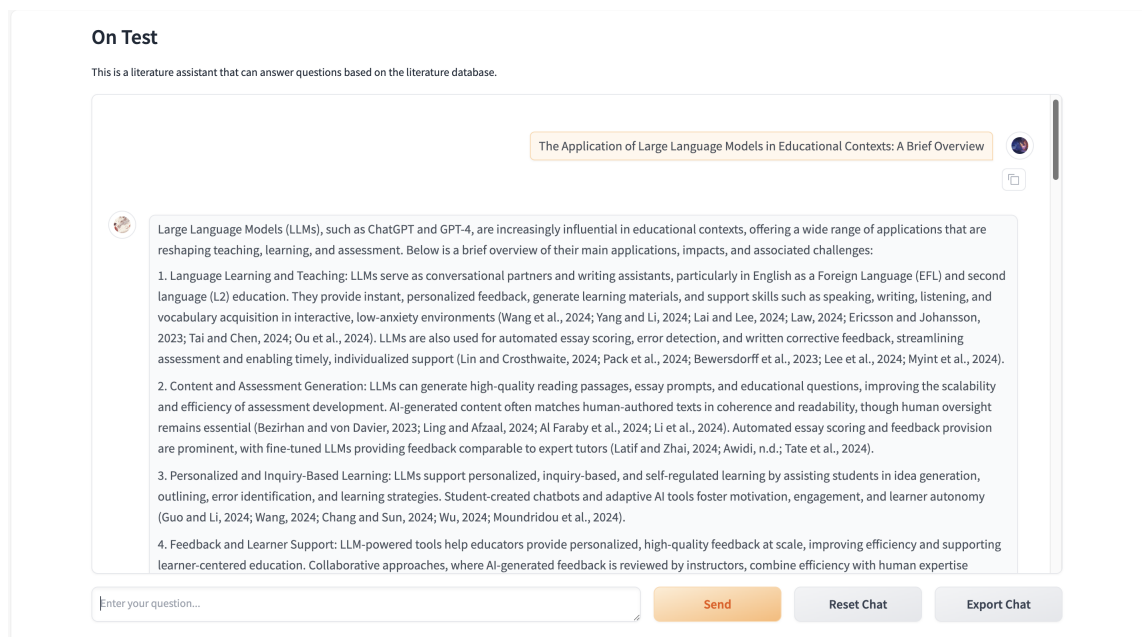 On Test
This is a literature assistant that can answer questions based on the literature database.
The Application of Large Language Models in Educational Contexts: A Brief Overview
Large Language Models (LLMs), such as ChatGPT and GPT-4, are increasingly influential in educational contexts, offering a wide range of applications that are
reshaping teaching, learning, and assessment. Below is a brief overview of their main applications, impacts, and associated challenges:
1. Language Learning and Teaching: LLMs serve as conversational partners and writing assistants, particularly in English as a Foreign Language (EFL) and second
language (L2) education. They provide instant, personalized feedback, generate learning materials, and support skills such as speaking, writing, listening, and
vocabulary acquisition in interactive, low-anxiety environments (Wang et al., 2024; Yang and Li, 2024; Lai and Lee, 2024; Law, 2024; Ericsson and Johansson,
2023; Tai and Chen, 2024; Ou et al., 2024). LLMs are also used for automated essay scoring, error detection, and written corrective feedback, streamlining
assessment and enabling timely, individualized support (Lin and Crosthwaite, 2024; Pack et al., 2024; Bewersdorff et al., 2023; Lee et al., 2024; Myint et al., 2024).
2. Content and Assessment Generation: LLMs can generate high-quality reading passages, essay prompts, and educational questions, improving the scalability
and efficiency of assessment development. AI-generated content often matches human-authored texts in coherence and readability, though human oversight
remains essential (Bezirhan and von Davier, 2023; Ling and Afzaal, 2024; Al Faraby et al., 2024; Li et al., 2024). Automated essay scoring and feedback provision
are prominent, with fine-tuned LLMs providing feedback comparable to expert tutors (Latif and Zhai, 2024; Awidi, n.d.; Tate et al., 2024).
3. Personalized and Inquiry-Based Learning: LLMs support personalized, inquiry-based, and self-regulated learning by assisting students in idea generation,
outlining, error identification, and learning strategies. Student-created chatbots and adaptive AI tools foster motivation, engagement, and learner autonomy
(Guo and Li, 2024; Wang, 2024; Chang and Sun, 2024; Wu, 2024; Moundridou et al., 2024).
4. Feedback and Learner Support: LLM-powered tools help educators provide personalized, high-quality feedback at scale, improving efficiency and supporting
learner-centered education. Collaborative approaches, where AI-generated feedback is reviewed by instructors, combine efficiency with human expertise
Enter your question...
Send
Reset Chat
Export Chat